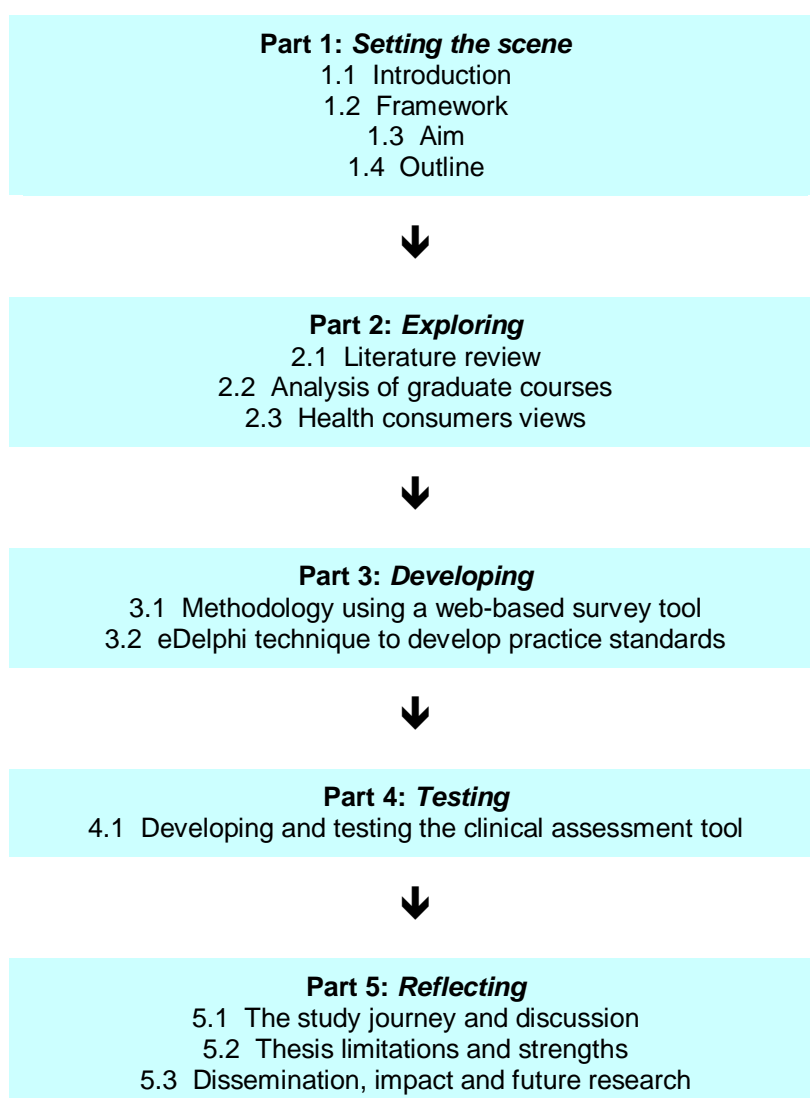 Part 1: Setting the scene
1.1 Introduction
1.2 Framework
1.3 Aim
1.4 Outline
Part 2: Exploring
2.1 Literature review
2.2 Analysis of graduate courses
2.3 Health consumers views
Part 3: Developing
3.1 Methodology using a web-based survey tool
3.2 eDelphi technique to develop practice standards
Part 4: Testing
4.1 Developing and testing the clinical assessment tool
Part 5: Reflecting
5.1 The study journey and discussion
5.2 Thesis limitations and strengths
5.3 Dissemination, impact and future research